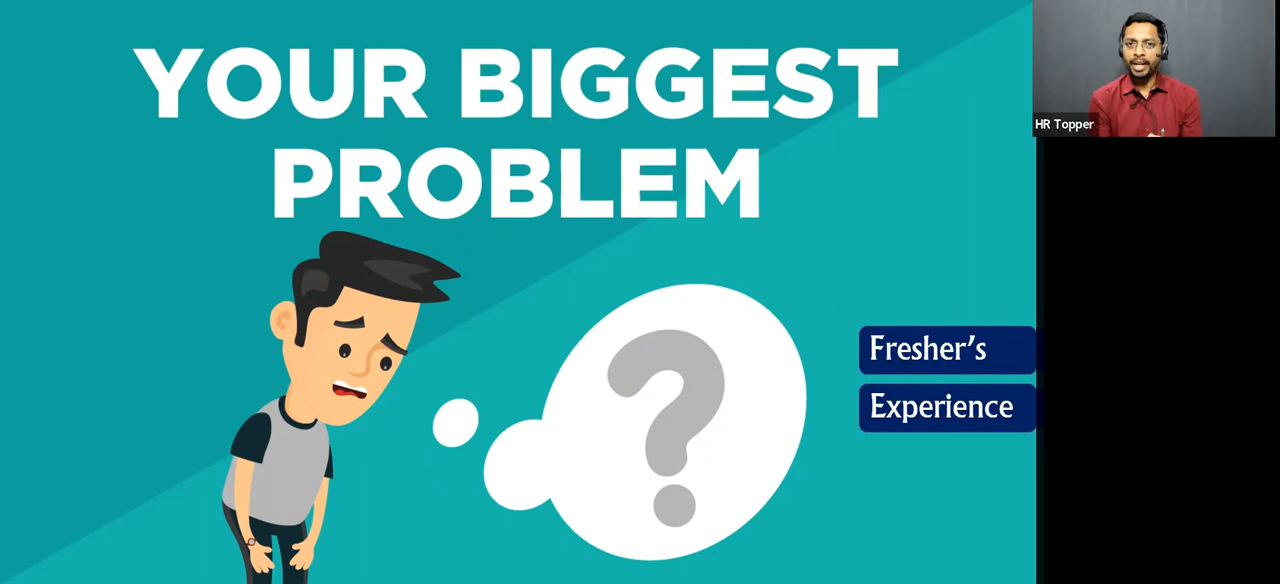 YOUR BIGGEST
PROBLEM
HR Topper
Fresher's
Experience